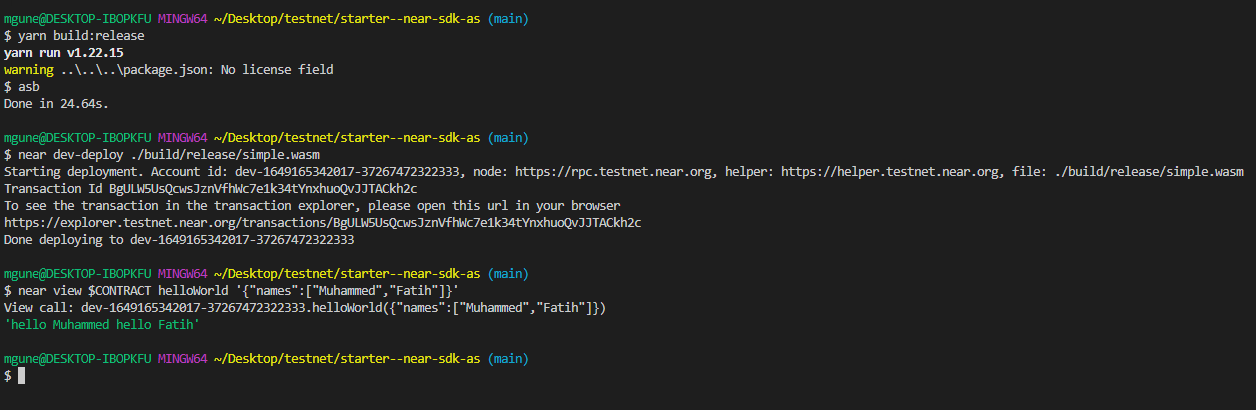 mgune@DESKTOP-IBOPKFU MINGW64 ~/Desktop/testnet/starter--near-sdk-as (main)
$ yarn build:release
yarn run v1.22.15
warning ..\..\..\package.json: No license field
$ asb
Done in 24.64s.
mgune@DESKTOP-IBOPKFU MINGW64 ~/Desktop/testnet/starter--near-sdk-as (main)
$ near dev-deploy ./build/release/simple.wasm
Starting deployment. Account id: dev-1649165342017-37267472322333, node: https://rpc.testnet.near.org, helper: https://helper.testnet.near.org, file: ./build/release/simple.wasm
Transaction Id BgULW5UsQcwsJznVfhWc7e1k34tYnxhuoQvJJTACkh2c
To see the transaction in the transaction explorer, please open this url in your browser
https://explorer.testnet.near.org/transactions/BgULW5UsQcwsJznVfhWc7e1k34tYnxhuoQvJJTACkh2c
Done deploying to dev-1649165342017-37267472322333
mgune@DESKTOP-IBOPKFU MINGW64 ~/Desktop/testnet/starter--near-sdk-as (main)
$ near view $CONTRACT helloWorld '{"names":["Muhammed","Fatih"]}'
View call: dev-1649165342017-37267472322333.helloWorld({"names":["Muhammed","Fatih"]})
'hello Muhammed hello Fatih'
mgune@DESKTOP-IBOPKFU MINGW64 ~/Desktop/testnet/starter--near-sdk-as (main)
$